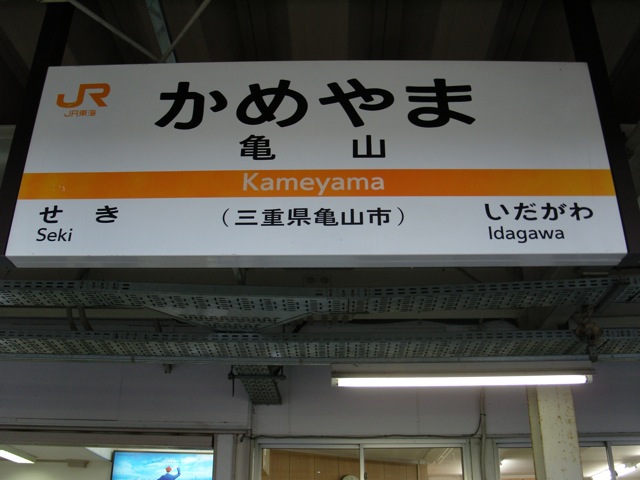 JR
JR東海
かめやま
亀 山
Kameyama
せ き
Seki
(三重県亀山市)
いだがわ
Idagawa